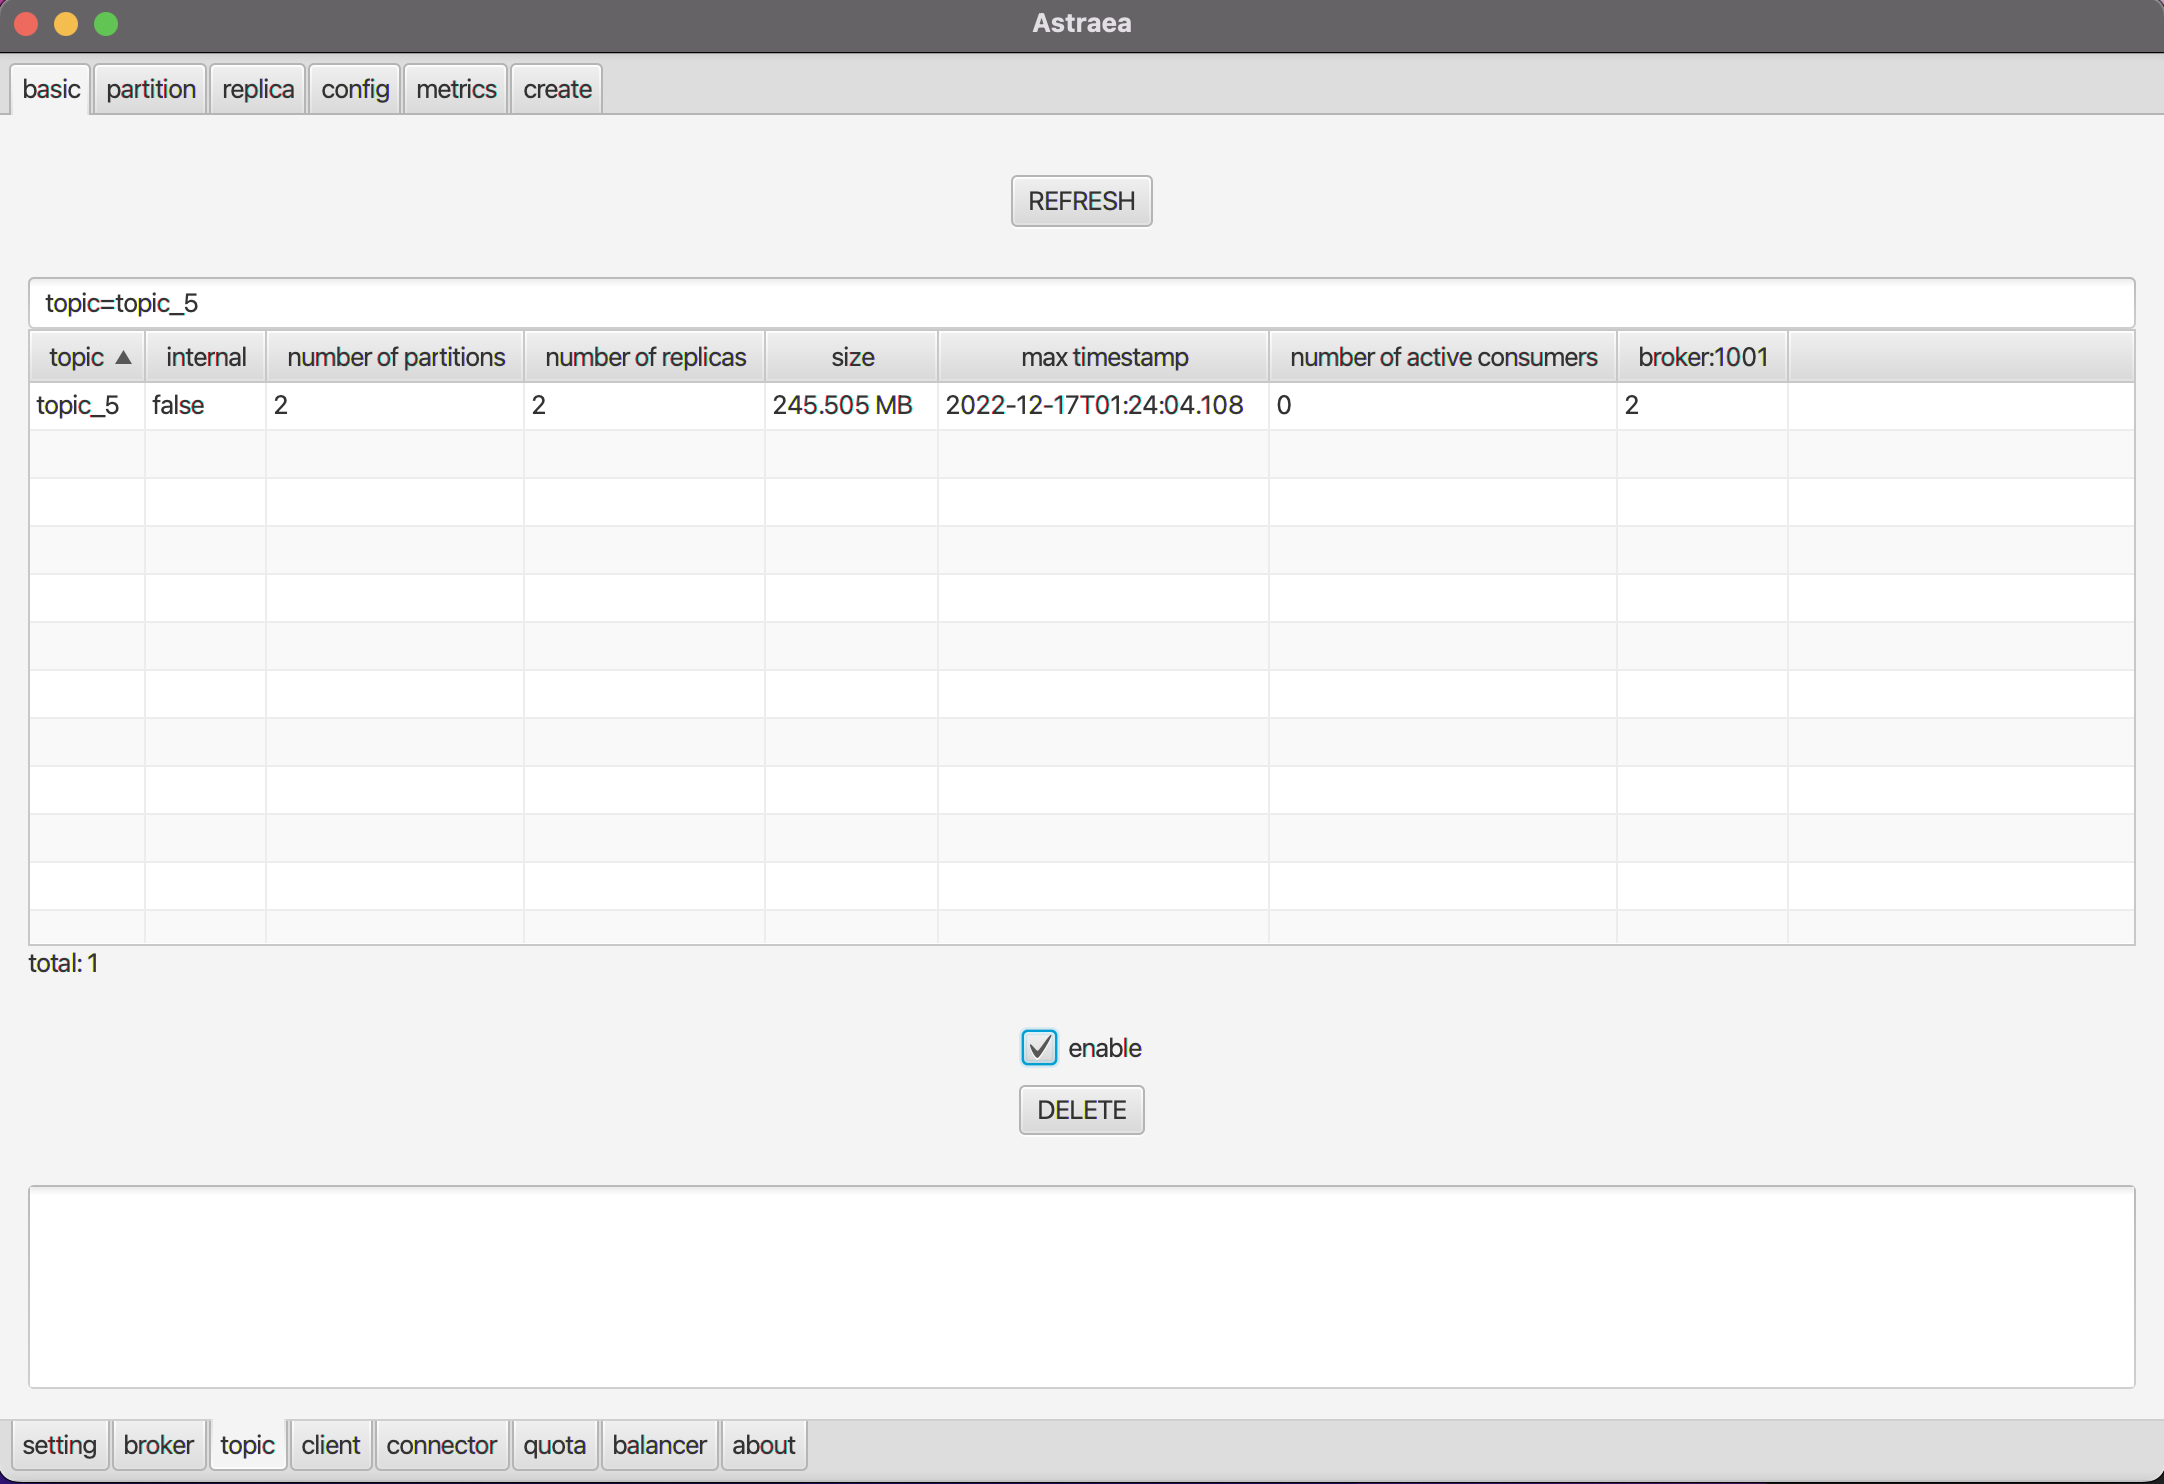 Astraea
basic partition replica config metrics create
REFRESH
topic=topic_5
topic ▲ internal number of partitions number of replicas size max timestamp number of active consumers broker:1001
topic_5 false 2 2 245.505 MB 2022-12-17T01:24:04.108 0 2
total: 1
enable
DELETE
setting broker topic client connector quota balancer about